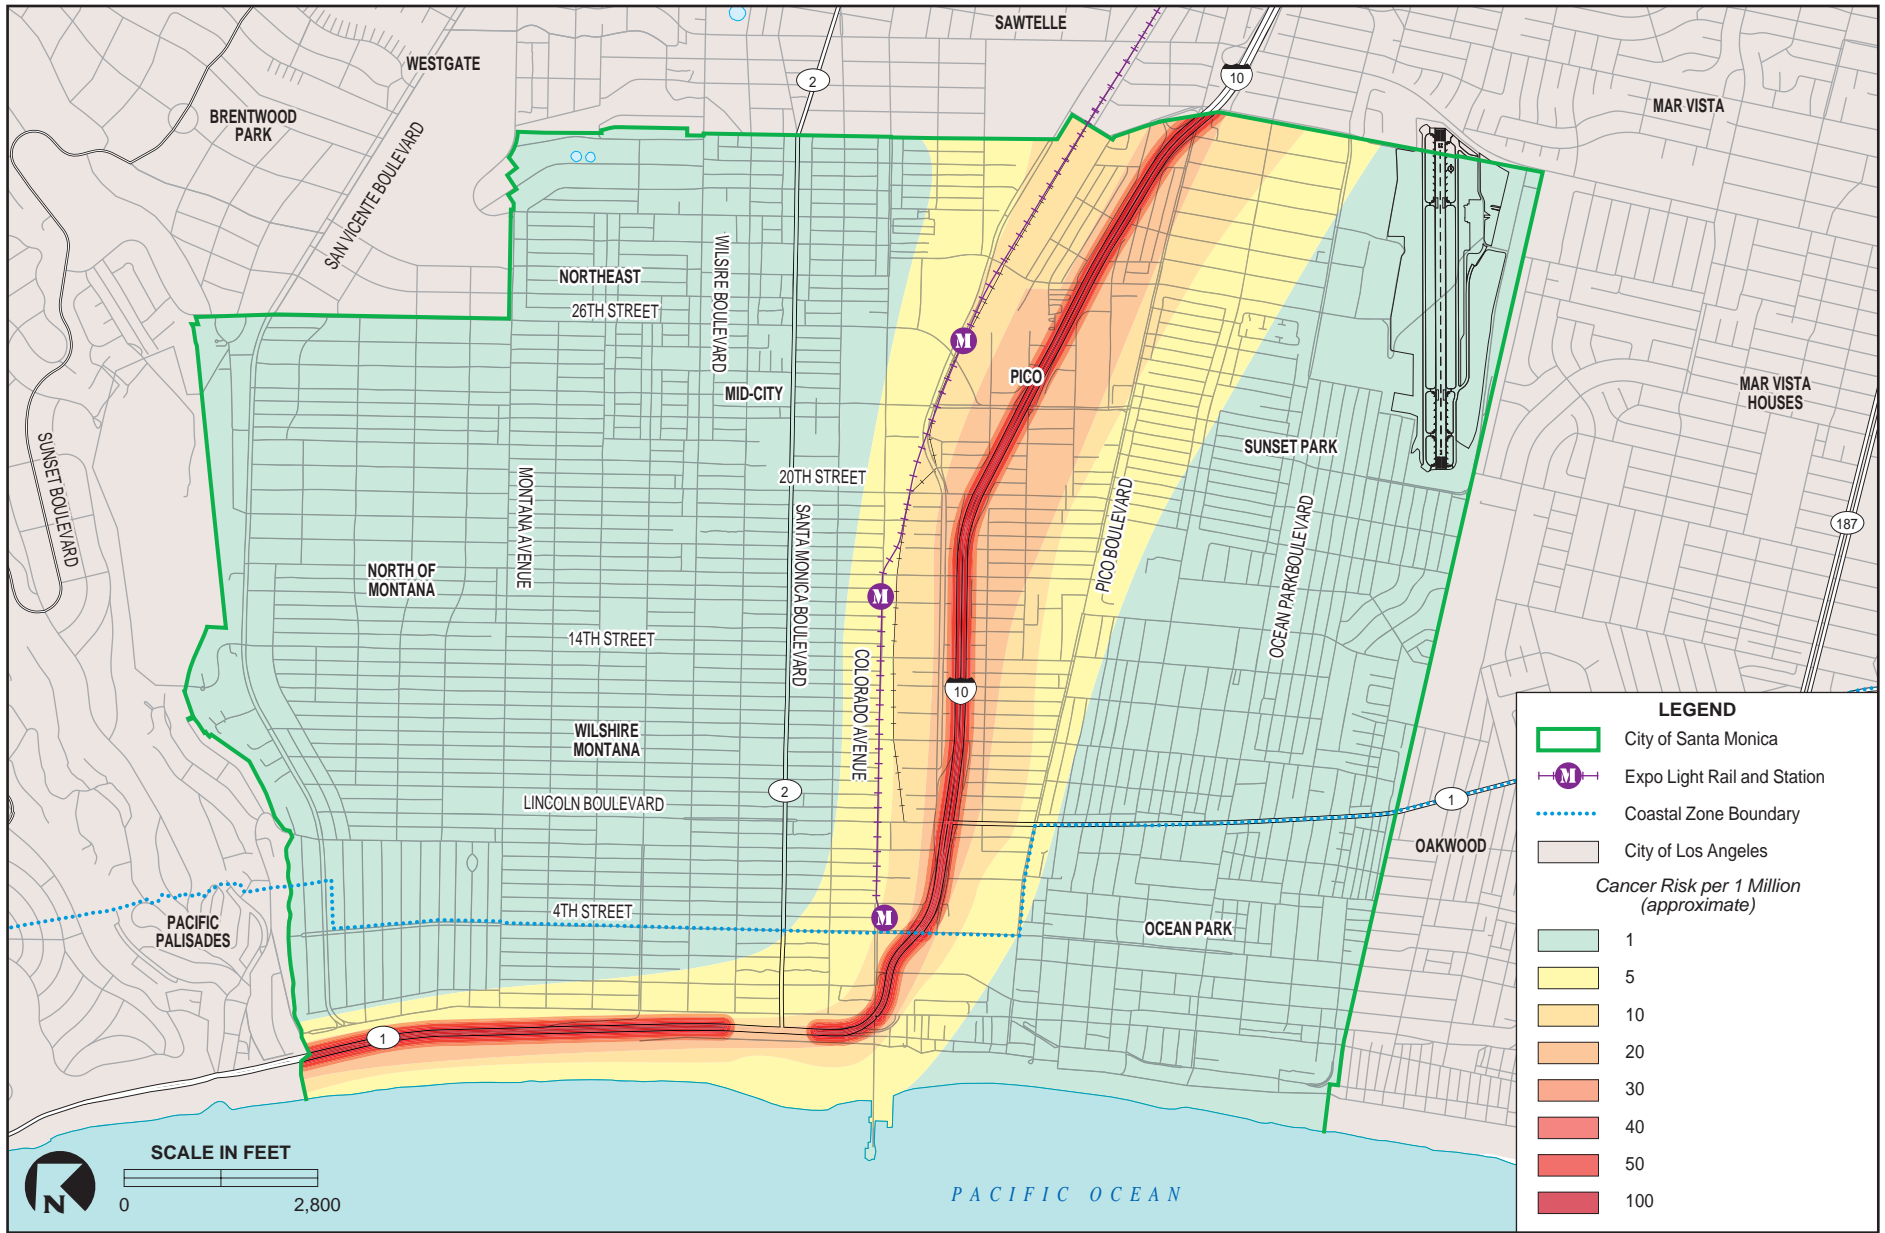 SAWTELLE
WESTGATE
2
10
BRENTWOOD
PARK
MAR VISTA
SAN VICENTE BOULEVARD
NORTHEAST
WILSIRE BOULEVARD
26TH STREET
M
PICO
MID-CITY
MAR VISTA
HOUSES
SUNSET BOULEVARD
SUNSET PARK
20TH STREET
MONTANA AVENUE
SANTA MONICA BOULEVARD
PICO BOULEVARD
OCEAN PARKBOULEVARD
187
NORTH OF
MONTANA
M
14TH STREET
COLORADO AVENUE
10
WILSHIRE
MONTANA
2
LINCOLN BOULEVARD
1
OAKWOOD
4TH STREET
M
PACIFIC
PALISADES
OCEAN PARK
1
LEGEND
City of Santa Monica
M
Expo Light Rail and Station
Coastal Zone Boundary
City of Los Angeles
Cancer Risk per 1 Million
(approximate)
1
5
10
20
30
40
50
100
N
SCALE IN FEET
0 2,800
PACIFIC OCEAN